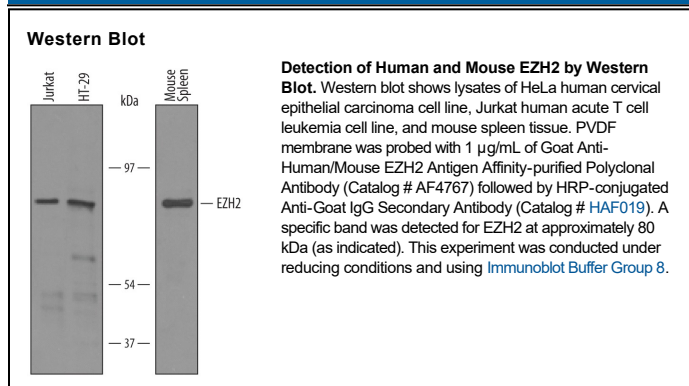 Western Blot
Jurkat
HT-29
kDa
Mouse
Spleen
97
EZH2
54
37
Detection of Human and Mouse EZH2 by Western
Blot. Western blot shows lysates of HeLa human cervical
epithelial carcinoma cell line, Jurkat human acute T cell
leukemia cell line, and mouse spleen tissue. PVDF
membrane was probed with 1 µg/mL of Goat Anti-
Human/Mouse EZH2 Antigen Affinity-purified Polyclonal
Antibody (Catalog # AF4767) followed by HRP-conjugated
Anti-Goat IgG Secondary Antibody (Catalog # HAF019). A
specific band was detected for EZH2 at approximately 80
kDa (as indicated). This experiment was conducted under
reducing conditions and using Immunoblot Buffer Group 8.